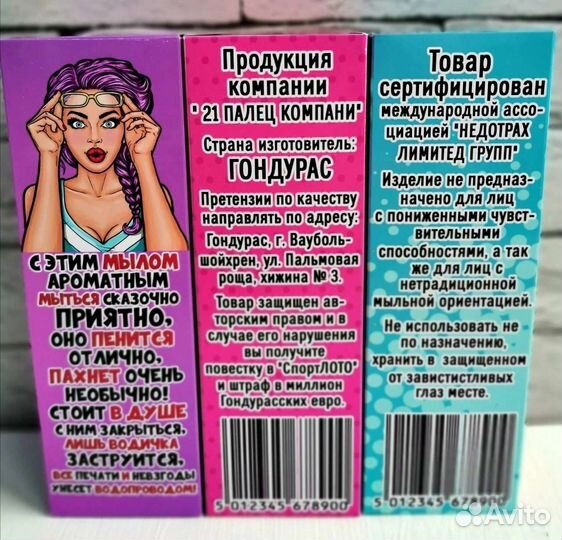 С ЭТИМ МЫЛОМ
АРОМАТНЫМ
МЫТЬСЯ СКАЗОЧНО
ПРИЯТНО,
ОНО ПЕНИТСЯ
ОТЛИЧНО,
ПАХНЕТ ОЧЕНЬ
НЕОБЫЧНО!
СТОИТ В ДУШЕ
С НИМ ЗАКРЫТЬСЯ,
ЛИШЬ ВОДИЧКА
ЗАСТРУИТСЯ,
ВСЕ ПЕЧАТИ И НЕВЗГОДЫ
УНЕСЕТ ВОДОПРОВОДОМ!
Продукция
компании
" 21 ПАЛЕЦ КОМПАНИ"
Страна изготовитель:
ГОНДУРАС
Претензии по качеству
направлять по адресу:
Гондурас, г. Вауболь-
шойхрен, ул. Пальмовая
роща, хижина № 3.
Товар защищен ав-
торским правом и в
случае его нарушения
вы получите
повестку в "СпортЛОТО"
и штраф в миллион
Гондурасских евро.
5 012345 678900
Товар
сертифицирован
международной ассо-
циацией "НЕДОТРАХ
ЛИМИТЕД ГРУПП"
Изделие не предназ-
начено для лиц
с пониженными чувст-
вительными
способностями, а так
же для лиц с
нетрадиционной
мыльной ориентацией.
Не использовать не
по назначению,
хранить в защищенном
от завистистливых
глаз месте.
5 012345 678900
Avito